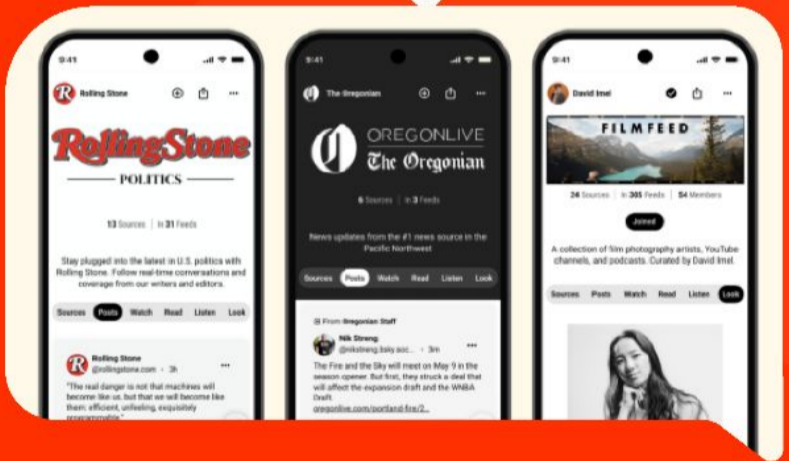 9:41
Rolling Stone
RollingStone
POLITICS
13 Sources | In 31 Feeds
Stay plugged into the latest in U.S. politics with
Rolling Stone. Follow real-time conversations and
coverage from our writers and editors.
Sources Posts Watch Read Listen Look
Rolling Stone
@rollingstone.com · 3h
"The real danger is not that machines will
become like us, but that we will become like
them: efficient, unfeeling, exquisitely
programmable."
9:41
The Oregonian
OREGONLIVE
The Oregonian
6 Sources | In 3 Feeds
News updates from the #1 news source in the
Pacific Northwest
Sources Posts Watch Read Listen Look
From Oregonian Staff
Nik Streng
@nikstreng.bsky.soc... · 3m
The Fire and the Sky will meet on May 9 in the
season opener. But first, they struck a deal that
will affect the expansion draft and the WNBA
Draft.
oregonlive.com/portland-fire/2...
9:41
David Imel
FILMFEED
24 Sources | In 305 Feeds | 54 Members
Joined
A collection of film photography artists, YouTube
channels, and podcasts. Curated by David Imel.
Sources Posts Watch Read Listen Look